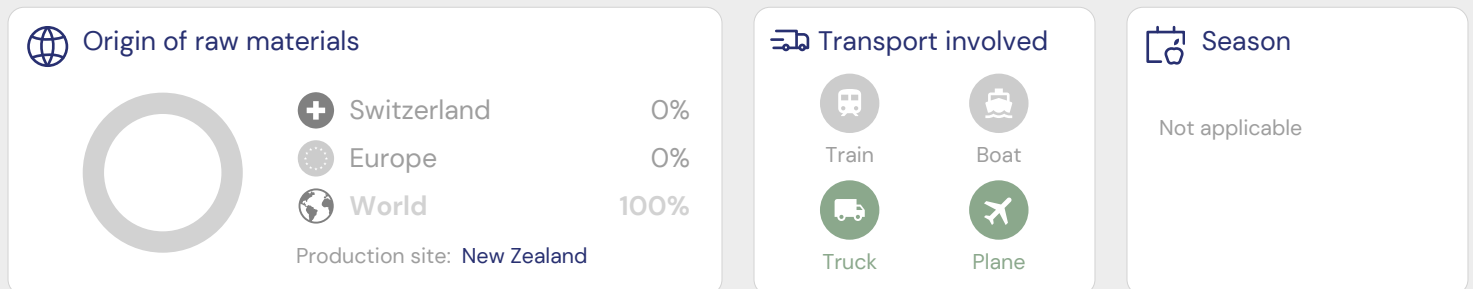 Origin of raw materials
Switzerland 0%
Europe 0%
World 100%
Production site: New Zealand
Transport involved
Train Boat
Truck Plane
Season
Not applicable